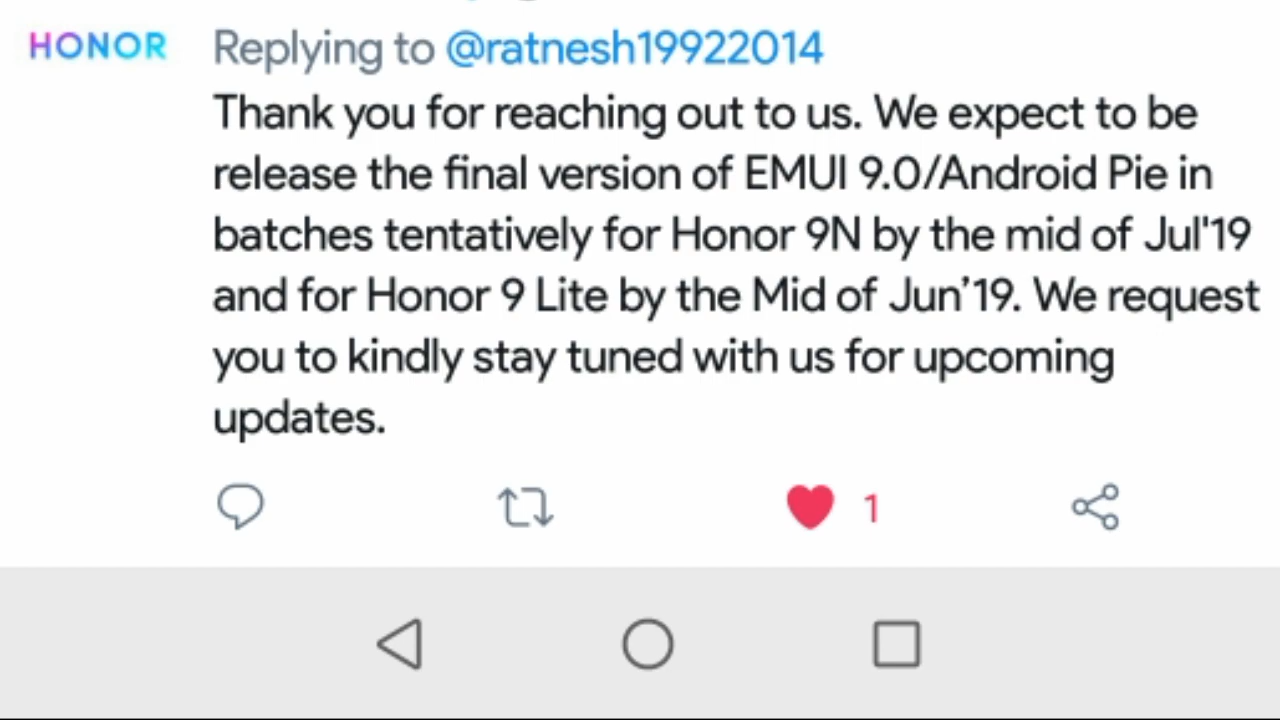 HONOR Replying to @ratnesh19922014
Thank you for reaching out to us. We expect to be
release the final version of EMUI 9.0/Android Pie in
batches tentatively for Honor 9N by the mid of Jul'19
and for Honor 9 Lite by the Mid of Jun’19. We request
you to kindly stay tuned with us for upcoming
updates.
1